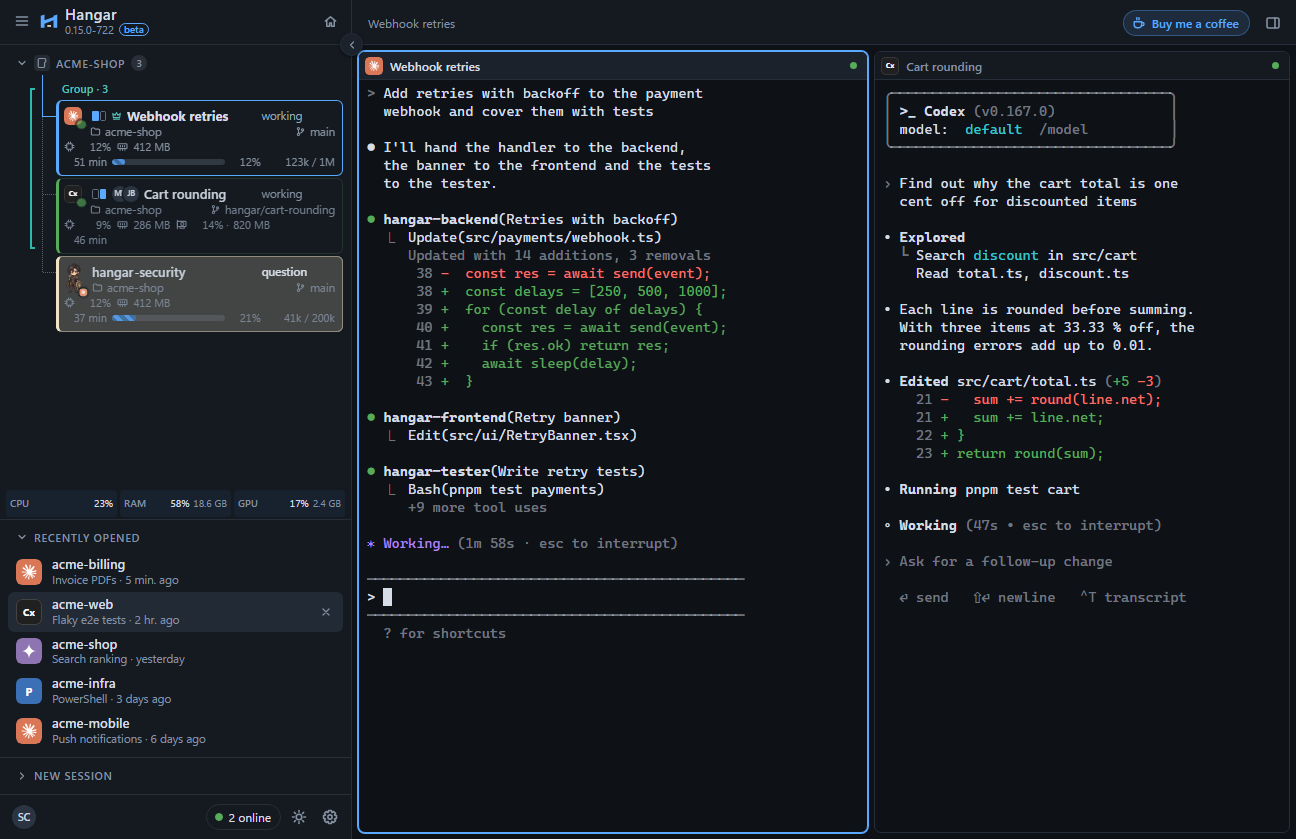 Hangar
0.15.0-722 beta
ACME-SHOP 3
Group · 3
Webhook retries working
acme-shop main
12% 412 MB
51 min 12% 123k / 1M
Cx MJB Cart rounding working
acme-shop hangar/cart-rounding
9% 286 MB 14% · 820 MB
46 min
hangar-security question
acme-shop main
12% 412 MB
37 min 21% 41k / 200k
CPU 23% RAM 58% 18.6 GB GPU 17% 2.4 GB
RECENTLY OPENED
acme-billing
Invoice PDFs · 5 min. ago
Cx acme-web
Flaky e2e tests · 2 hr. ago
acme-shop
Search ranking · yesterday
P acme-infra
PowerShell · 3 days ago
acme-mobile
Push notifications · 6 days ago
NEW SESSION
SC 2 online
Webhook retries
Buy me a coffee
Webhook retries
> Add retries with backoff to the payment
webhook and cover them with tests
● I'll hand the handler to the backend,
the banner to the frontend and the tests
to the tester.
● hangar-backend(Retries with backoff)
└ Update(src/payments/webhook.ts)
Updated with 14 additions, 3 removals
38 - const res = await send(event);
38 + const delays = [250, 500, 1000];
39 + for (const delay of delays) {
40 + const res = await send(event);
41 + if (res.ok) return res;
42 + await sleep(delay);
43 + }
● hangar-frontend(Retry banner)
└ Edit(src/ui/RetryBanner.tsx)
● hangar-tester(Write retry tests)
└ Bash(pnpm test payments)
+9 more tool uses
* Working… (1m 58s · esc to interrupt)
>
? for shortcuts
Cx Cart rounding
>_ Codex (v0.167.0)
model: default /model
› Find out why the cart total is one
cent off for discounted items
• Explored
└ Search discount in src/cart
Read total.ts, discount.ts
• Each line is rounded before summing.
With three items at 33.33 % off, the
rounding errors add up to 0.01.
• Edited src/cart/total.ts (+5 -3)
21 - sum += round(line.net);
21 + sum += line.net;
22 + }
23 + return round(sum);
• Running pnpm test cart
◦ Working (47s • esc to interrupt)
› Ask for a follow-up change
↵ send ⇧↵ newline ^T transcript